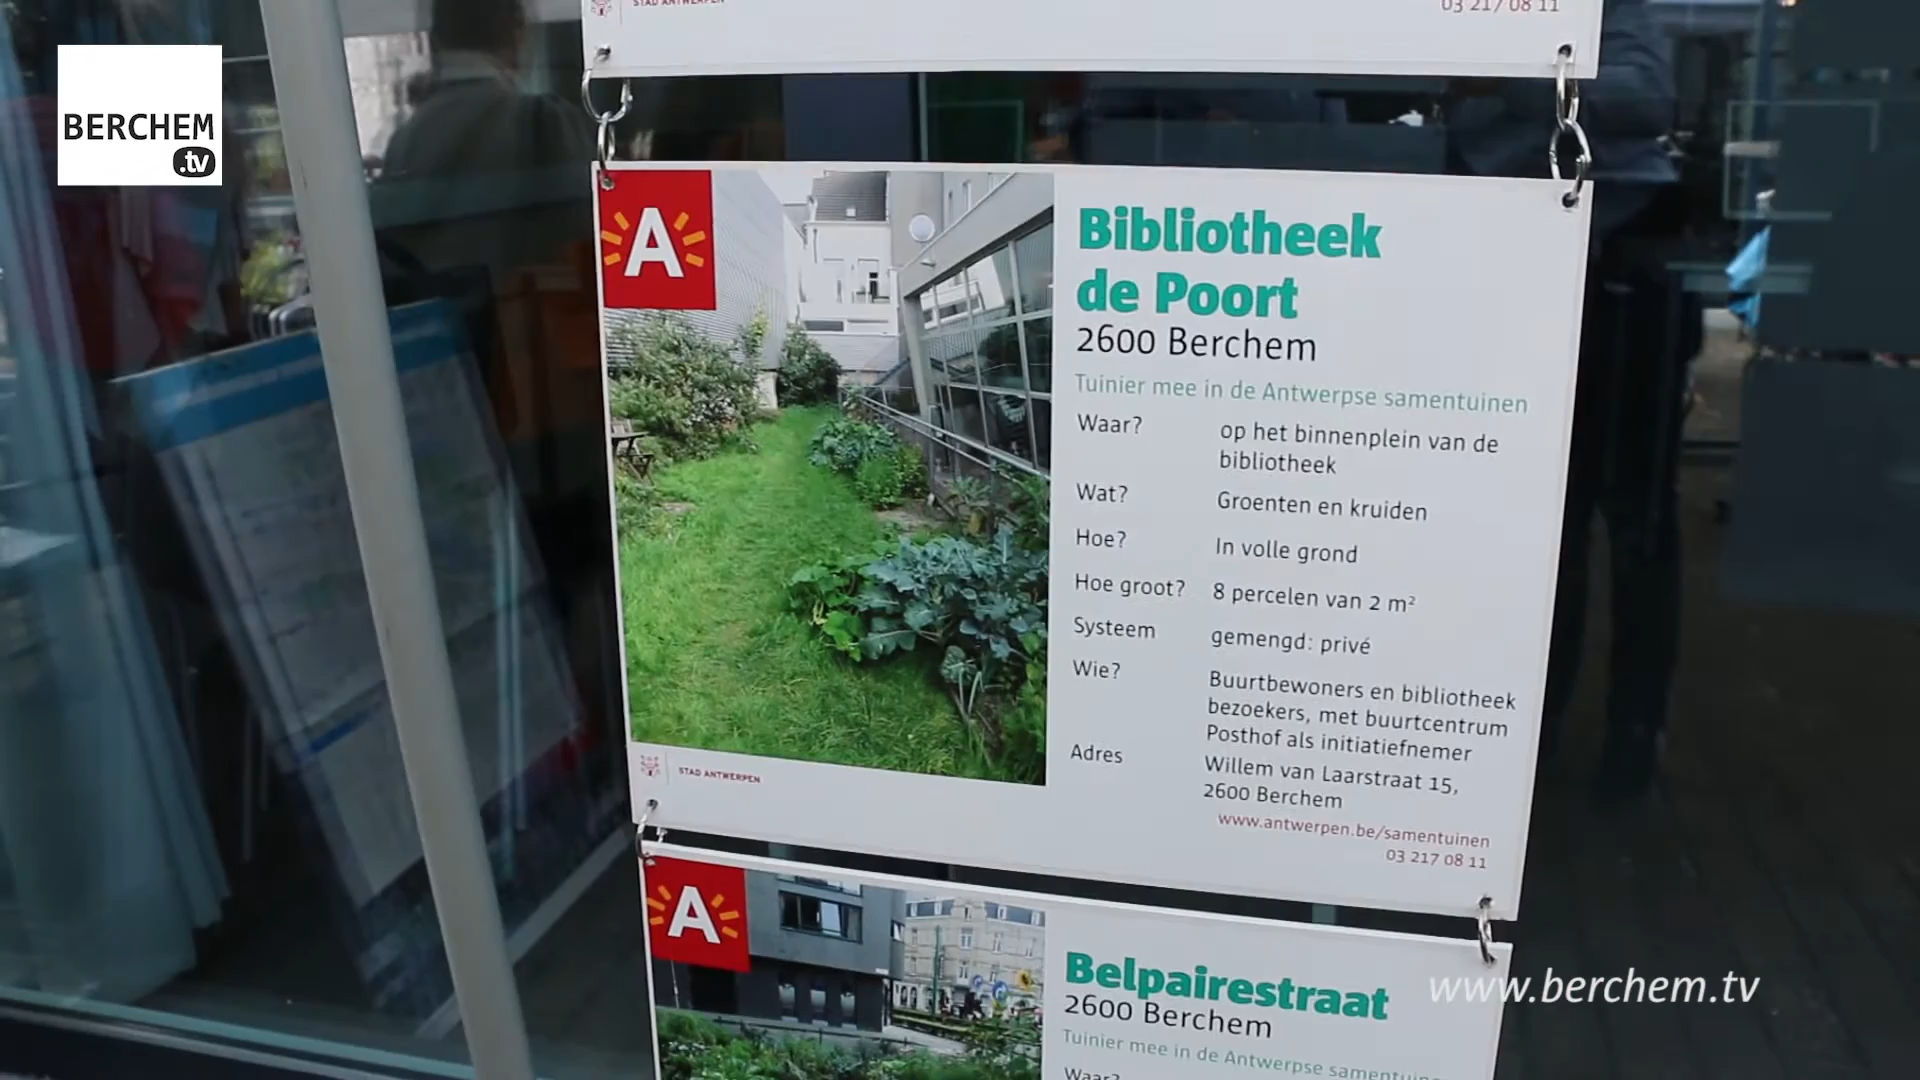 STAD ANTWERPEN
03 217 08 11
BERCHEM
.tv
A
Bibliotheek
de Poort
2600 Berchem
Tuinier mee in de Antwerpse samentuinen
Waar? op het binnenplein van de
bibliotheek
Wat? Groenten en kruiden
Hoe? In volle grond
Hoe groot? 8 percelen van 2 m²
Systeem gemengd: privé
Wie? Buurtbewoners en bibliotheek
bezoekers, met buurtcentrum
Posthof als initiatiefnemer
Adres Willem van Laarstraat 15,
2600 Berchem
www.antwerpen.be/samentuinen
03 217 08 11
STAD ANTWERPEN
A
Belpairestraat
2600 Berchem
Tuinier mee in de Antwerpse samentuinen
Waar?
www.berchem.tv